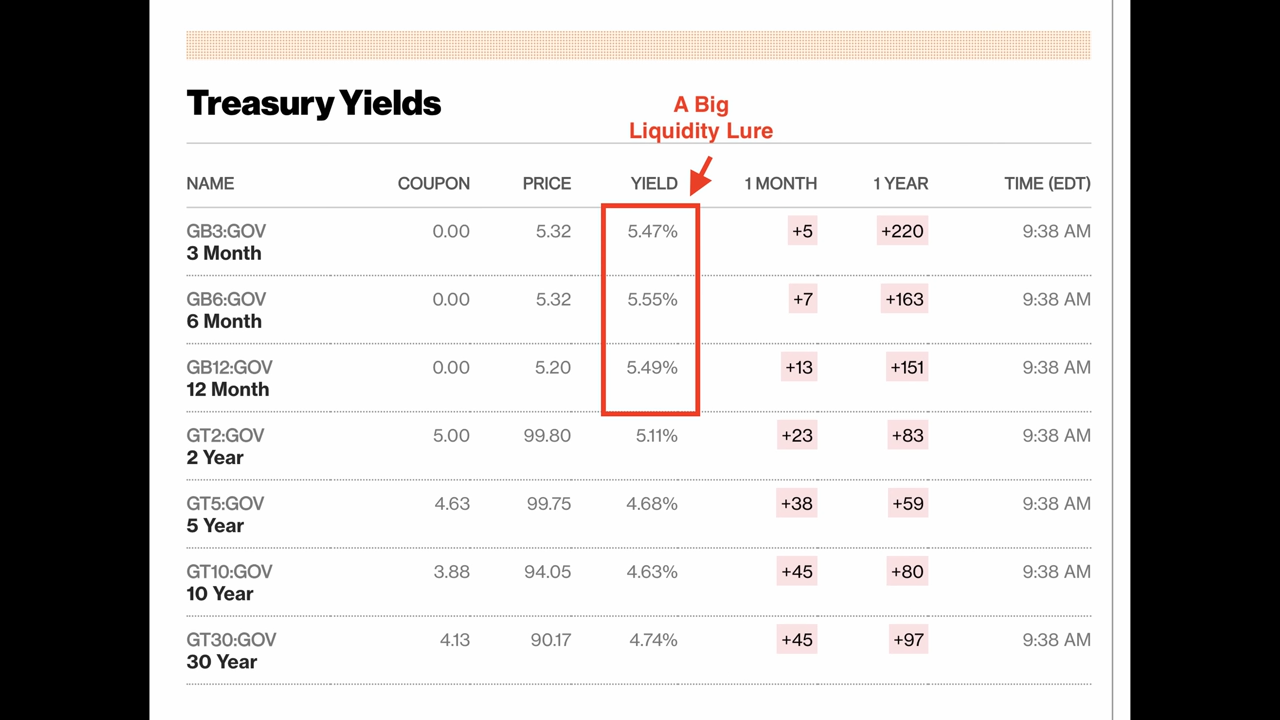 Treasury Yields
A Big
Liquidity Lure
NAME COUPON PRICE YIELD 1 MONTH 1 YEAR TIME (EDT)
GB3:GOV 0.00 5.32 5.47% +5 +220 9:38 AM
3 Month
GB6:GOV 0.00 5.32 5.55% +7 +163 9:38 AM
6 Month
GB12:GOV 0.00 5.20 5.49% +13 +151 9:38 AM
12 Month
GT2:GOV 5.00 99.80 5.11% +23 +83 9:38 AM
2 Year
GT5:GOV 4.63 99.75 4.68% +38 +59 9:38 AM
5 Year
GT10:GOV 3.88 94.05 4.63% +45 +80 9:38 AM
10 Year
GT30:GOV 4.13 90.17 4.74% +45 +97 9:38 AM
30 Year